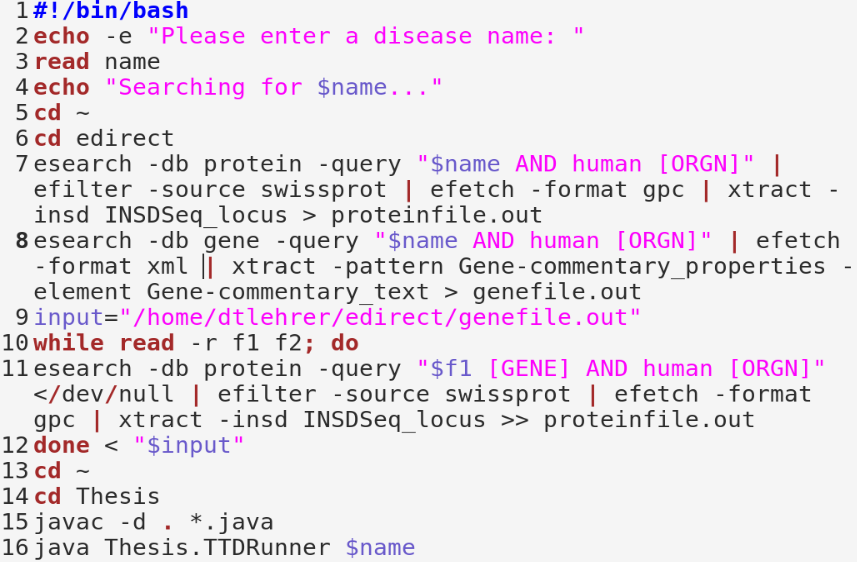 1 #!/bin/bash
2 echo -e "Please enter a disease name: "
3 read name
4 echo "Searching for $name..."
5 cd ~
6 cd edirect
7 esearch -db protein -query "$name AND human [ORGN]" |
efilter -source swissprot | efetch -format gpc | xtract -
insd INSDSeq_locus > proteinfile.out
8 esearch -db gene -query "$name AND human [ORGN]" | efetch
-format xml | xtract -pattern Gene-commentary_properties -
element Gene-commentary_text > genefile.out
9 input="/home/dtlehrer/edirect/genefile.out"
10 while read -r f1 f2; do
11 esearch -db protein -query "$f1 [GENE] AND human [ORGN]"
</dev/null | efilter -source swissprot | efetch -format
gpc | xtract -insd INSDSeq_locus >> proteinfile.out
12 done < "$input"
13 cd ~
14 cd Thesis
15 javac -d . *.java
16 java Thesis.TTDRunner $name